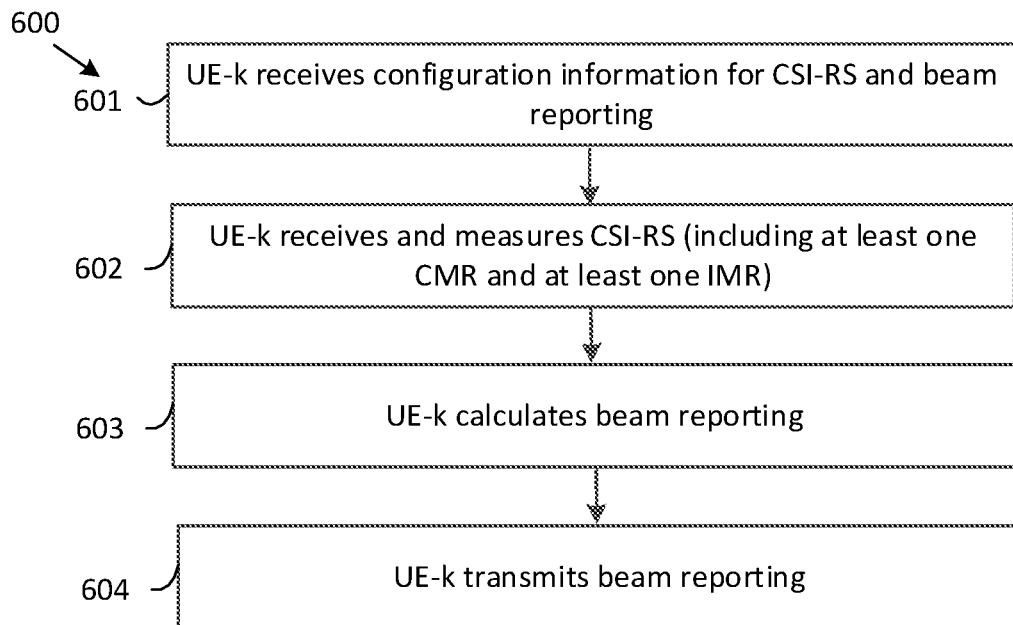 600
601
UE-k receives configuration information for CSI-RS and beam
reporting
602
UE-k receives and measures CSI-RS (including at least one
CMR and at least one IMR)
603
UE-k calculates beam reporting
604
UE-k transmits beam reporting